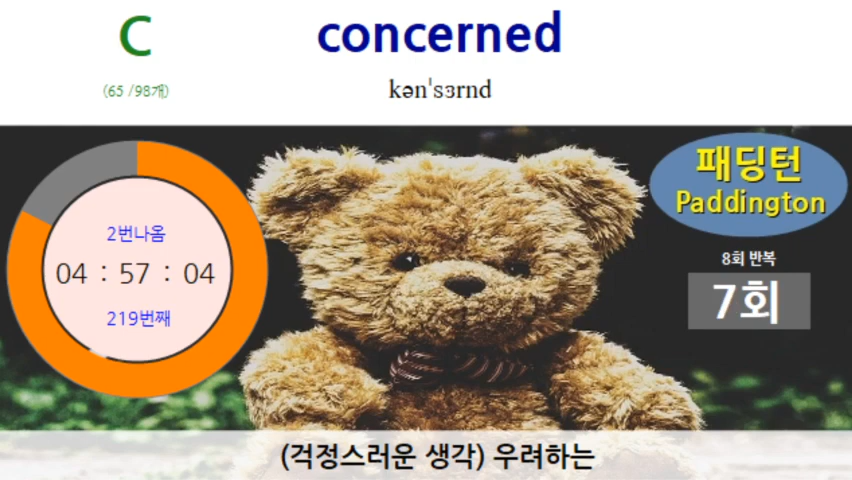 C
(65 /98개)
concerned
kənˈsɜrnd
2번나옴
04 : 57 : 04
219번째
패딩턴
Paddington
8회 반복
7회
(걱정스러운 생각) 우려하는